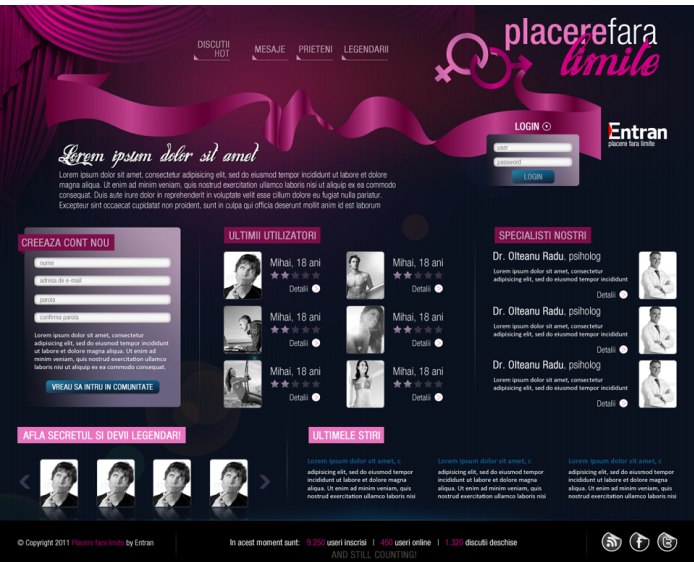 placerefara
limite
DISCUTII
HOT
MESAJE
PRIETENI
LEGENDARII
LOGIN
user
password
LOGIN
Entran
placere fara limite
Lorem ipsum dolor sit amet
Lorem ipsum dolor sit amet, consectetur adipisicing elit, sed do eiusmod tempor incididunt ut labore et dolore
magna aliqua. Ut enim ad minim veniam, quis nostrud exercitation ullamco laboris nisi ut aliquip ex ea commodo
consequat. Duis aute irure dolor in reprehenderit in voluptate velit esse cillum dolore eu fugiat nulla pariatur.
Excepteur sint occaecat cupidatat non proident, sunt in culpa qui officia deserunt mollit anim id est laborum
CREEAZA CONT NOU
nume
adresa de e-mail
parola
confirma parola
Lorem ipsum dolor sit amet, consectetur
adipisicing elit, sed do eiusmod tempor incididunt
ut labore et dolore magna aliqua. Ut enim ad
minim veniam, quis nostrud exercitation ullamco
laboris nisi ut aliquip ex ea commodo consequat.
VREAU SA INTRU IN COMUNITATE
ULTIMII UTILIZATORI
Mihai, 18 ani
Detalii
Mihai, 18 ani
Detalii
Mihai, 18 ani
Detalii
Mihai, 18 ani
Detalii
Mihai, 18 ani
Detalii
Mihai, 18 ani
Detalii
SPECIALISTI NOSTRI
Dr. Olteanu Radu, psiholog
Lorem ipsum dolor sit amet, consectetur
adipisicing elit, sed do eiusmod tempor incididunt
Detalii
Dr. Olteanu Radu, psiholog
Lorem ipsum dolor sit amet, consectetur
adipisicing elit, sed do eiusmod tempor incididunt
Detalii
Dr. Olteanu Radu, psiholog
Lorem ipsum dolor sit amet, consectetur
adipisicing elit, sed do eiusmod tempor incididunt
Detalii
AFLA SECRETUL SI DEVII LEGENDAR!
ULTIMELE STIRI
Lorem ipsum dolor sit amet, c
adipisicing elit, sed do eiusmod tempor
incididunt ut labore et dolore magna
aliqua. Ut enim ad minim veniam, quis
nostrud exercitation ullamco laboris nisi
Lorem ipsum dolor sit amet, c
adipisicing elit, sed do eiusmod tempor
incididunt ut labore et dolore magna
aliqua. Ut enim ad minim veniam, quis
nostrud exercitation ullamco laboris nisi
Lorem ipsum dolor sit amet, c
adipisicing elit, sed do eiusmod tempor
incididunt ut labore et dolore magna
aliqua. Ut enim ad minim veniam, quis
nostrud exercitation ullamco laboris nisi
© Copyright 2011 Placere fara limite by Entran
In acest moment sunt: 9.250 useri inscrisi | 450 useri online | 1.320 discutii deschise
AND STILL COUNTING!